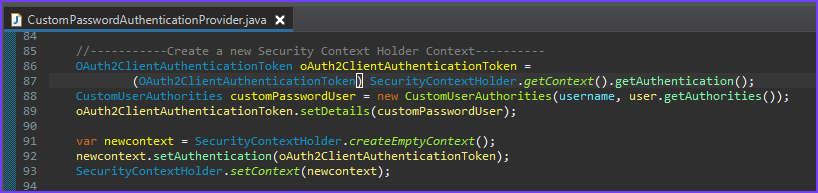 CustomPasswordAuthenticationProvider.java
84
85 //-----------Create a new Security Context Holder Context----------
86 OAuth2ClientAuthenticationToken oAuth2ClientAuthenticationToken =
87 (OAuth2ClientAuthenticationToken) SecurityContextHolder.getContext().getAuthentication();
88 CustomUserAuthorities customPasswordUser = new CustomUserAuthorities(username, user.getAuthorities());
89 oAuth2ClientAuthenticationToken.setDetails(customPasswordUser);
90
91 var newcontext = SecurityContextHolder.createEmptyContext();
92 newcontext.setAuthentication(oAuth2ClientAuthenticationToken);
93 SecurityContextHolder.setContext(newcontext);
94